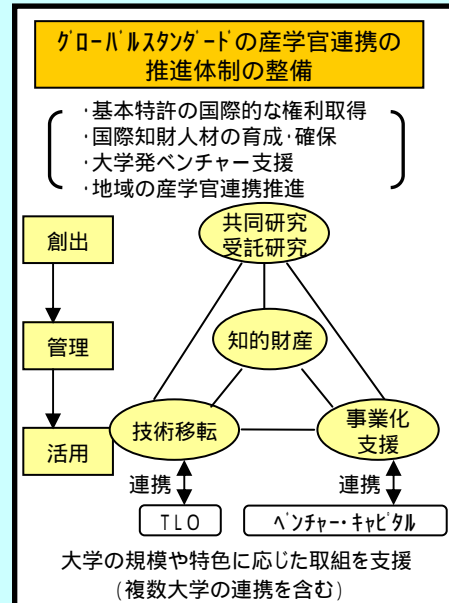 ｸﾞﾛｰﾊﾞﾙｽﾀﾝﾀﾞｰﾄﾞの産学官連携の
推進体制の整備
･基本特許の国際的な権利取得
･国際知財人材の育成･確保
･大学発ベンチャー支援
･地域の産学官連携推進
創出
管理
活用
共同研究
受託研究
知的財産
技術移転
事業化
支援
連携
連携
TLO
ﾍﾞﾝﾁｬｰ･ｷｬﾋﾟﾀﾙ
大学の規模や特色に応じた取組を支援
(複数大学の連携を含む)